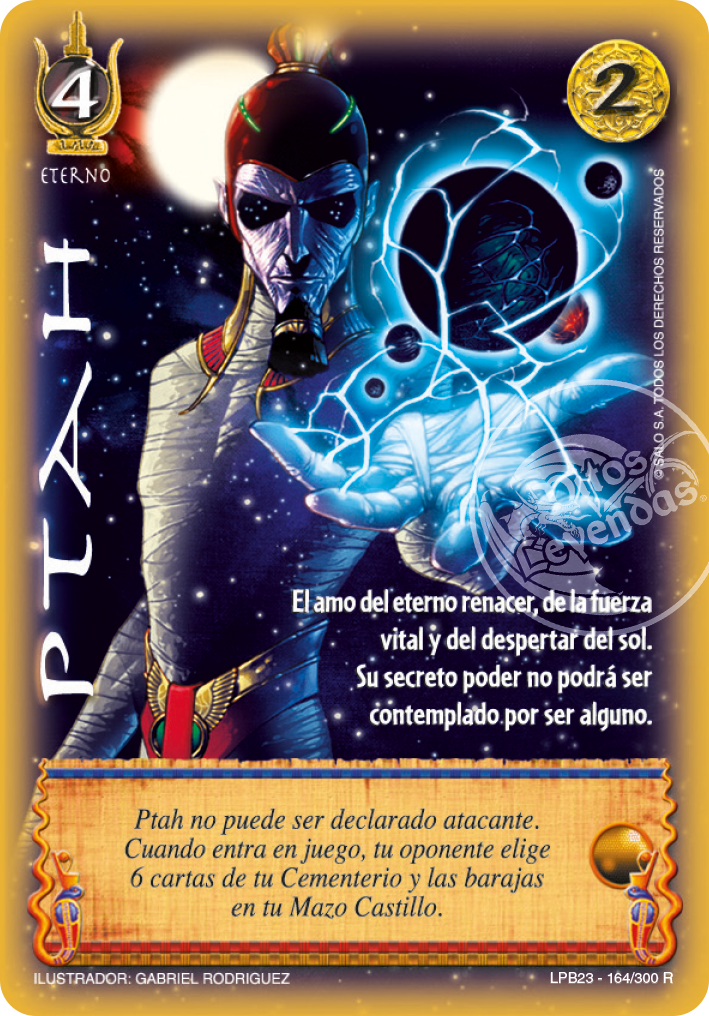 4
2
ETERNO
PTAH
© SALO S.A. TODOS LOS DERECHOS RESERVADOS
Mitos
y
Leyendas®
El amo del eterno renacer, de la fuerza
vital y del despertar del sol.
Su secreto poder no podrá ser
contemplado por ser alguno.
Ptah no puede ser declarado atacante.
Cuando entra en juego, tu oponente elige
6 cartas de tu Cementerio y las barajas
en tu Mazo Castillo.
ILUSTRADOR: GABRIEL RODRIGUEZ
LPB23 - 164/300 R